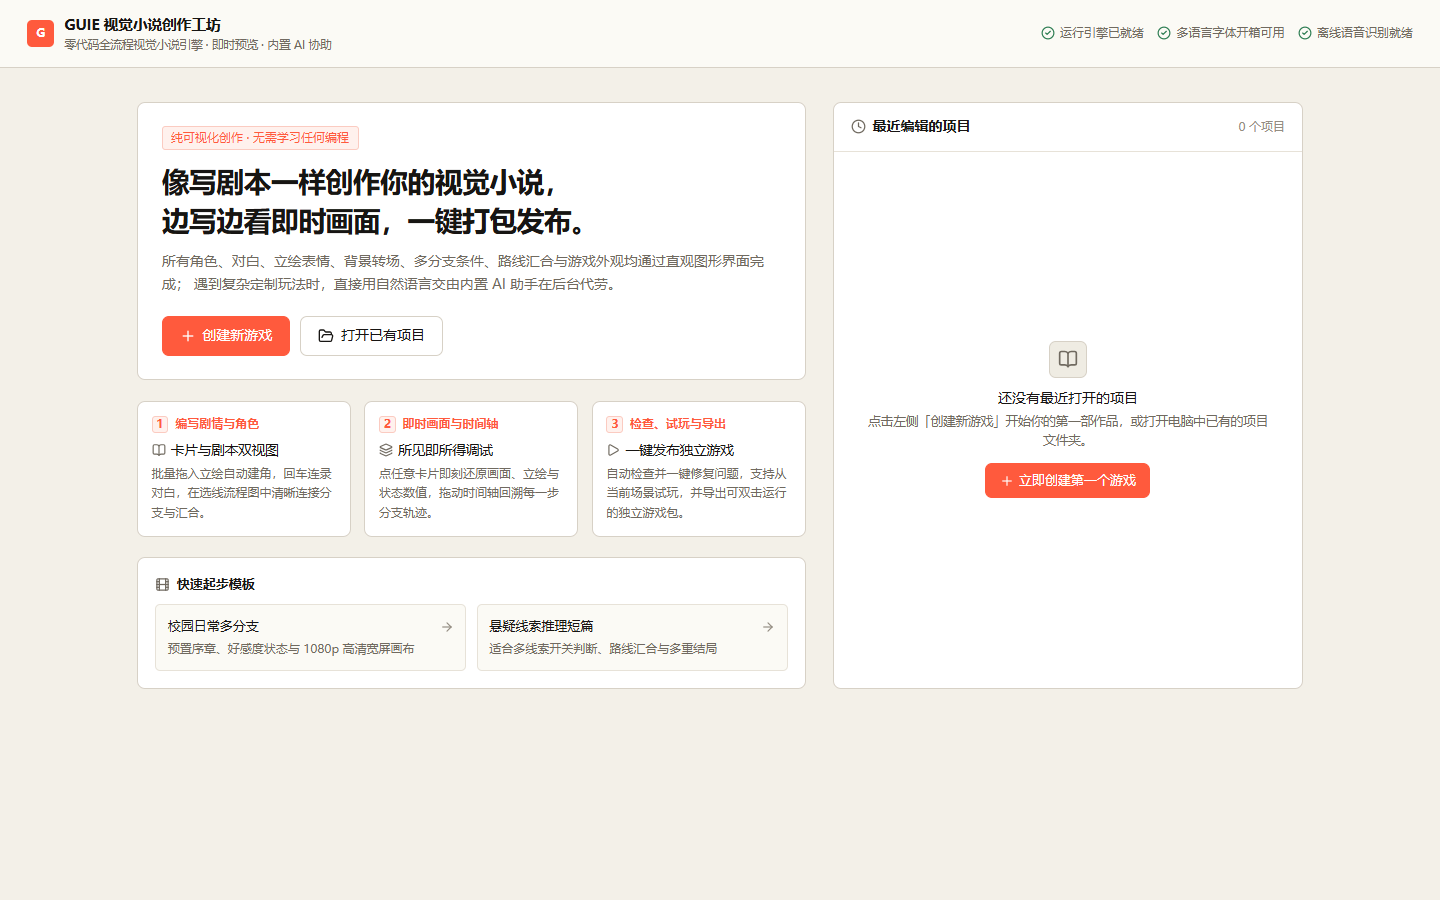 G
GUIE 视觉小说创作工坊
零代码全流程视觉小说引擎 · 即时预览 · 内置 AI 协助
运行引擎已就绪
多语言字体开箱可用
离线语音识别就绪
纯可视化创作 · 无需学习任何编程
像写剧本一样创作你的视觉小说，
边写边看即时画面，一键打包发布。
所有角色、对白、立绘表情、背景转场、多分支条件、路线汇合与游戏外观均通过直观图形界面完
成； 遇到复杂定制玩法时，直接用自然语言交由内置 AI 助手在后台代劳。
创建新游戏
打开已有项目
1 编写剧情与角色
卡片与剧本双视图
批量拖入立绘自动建角，回车连录
对白，在选线流程图中清晰连接分
支与汇合。
2 即时画面与时间轴
所见即所得调试
点任意卡片即刻还原画面、立绘与
状态数值，拖动时间轴回溯每一步
分支轨迹。
3 检查、试玩与导出
一键发布独立游戏
自动检查并一键修复问题，支持从
当前场景试玩，并导出可双击运行
的独立游戏包。
快速起步模板
校园日常多分支
预置序章、好感度状态与 1080p 高清宽屏画布
悬疑线索推理短篇
适合多线索开关判断、路线汇合与多重结局
最近编辑的项目
0 个项目
还没有最近打开的项目
点击左侧「创建新游戏」开始你的第一部作品，或打开电脑中已有的项目
文件夹。
立即创建第一个游戏